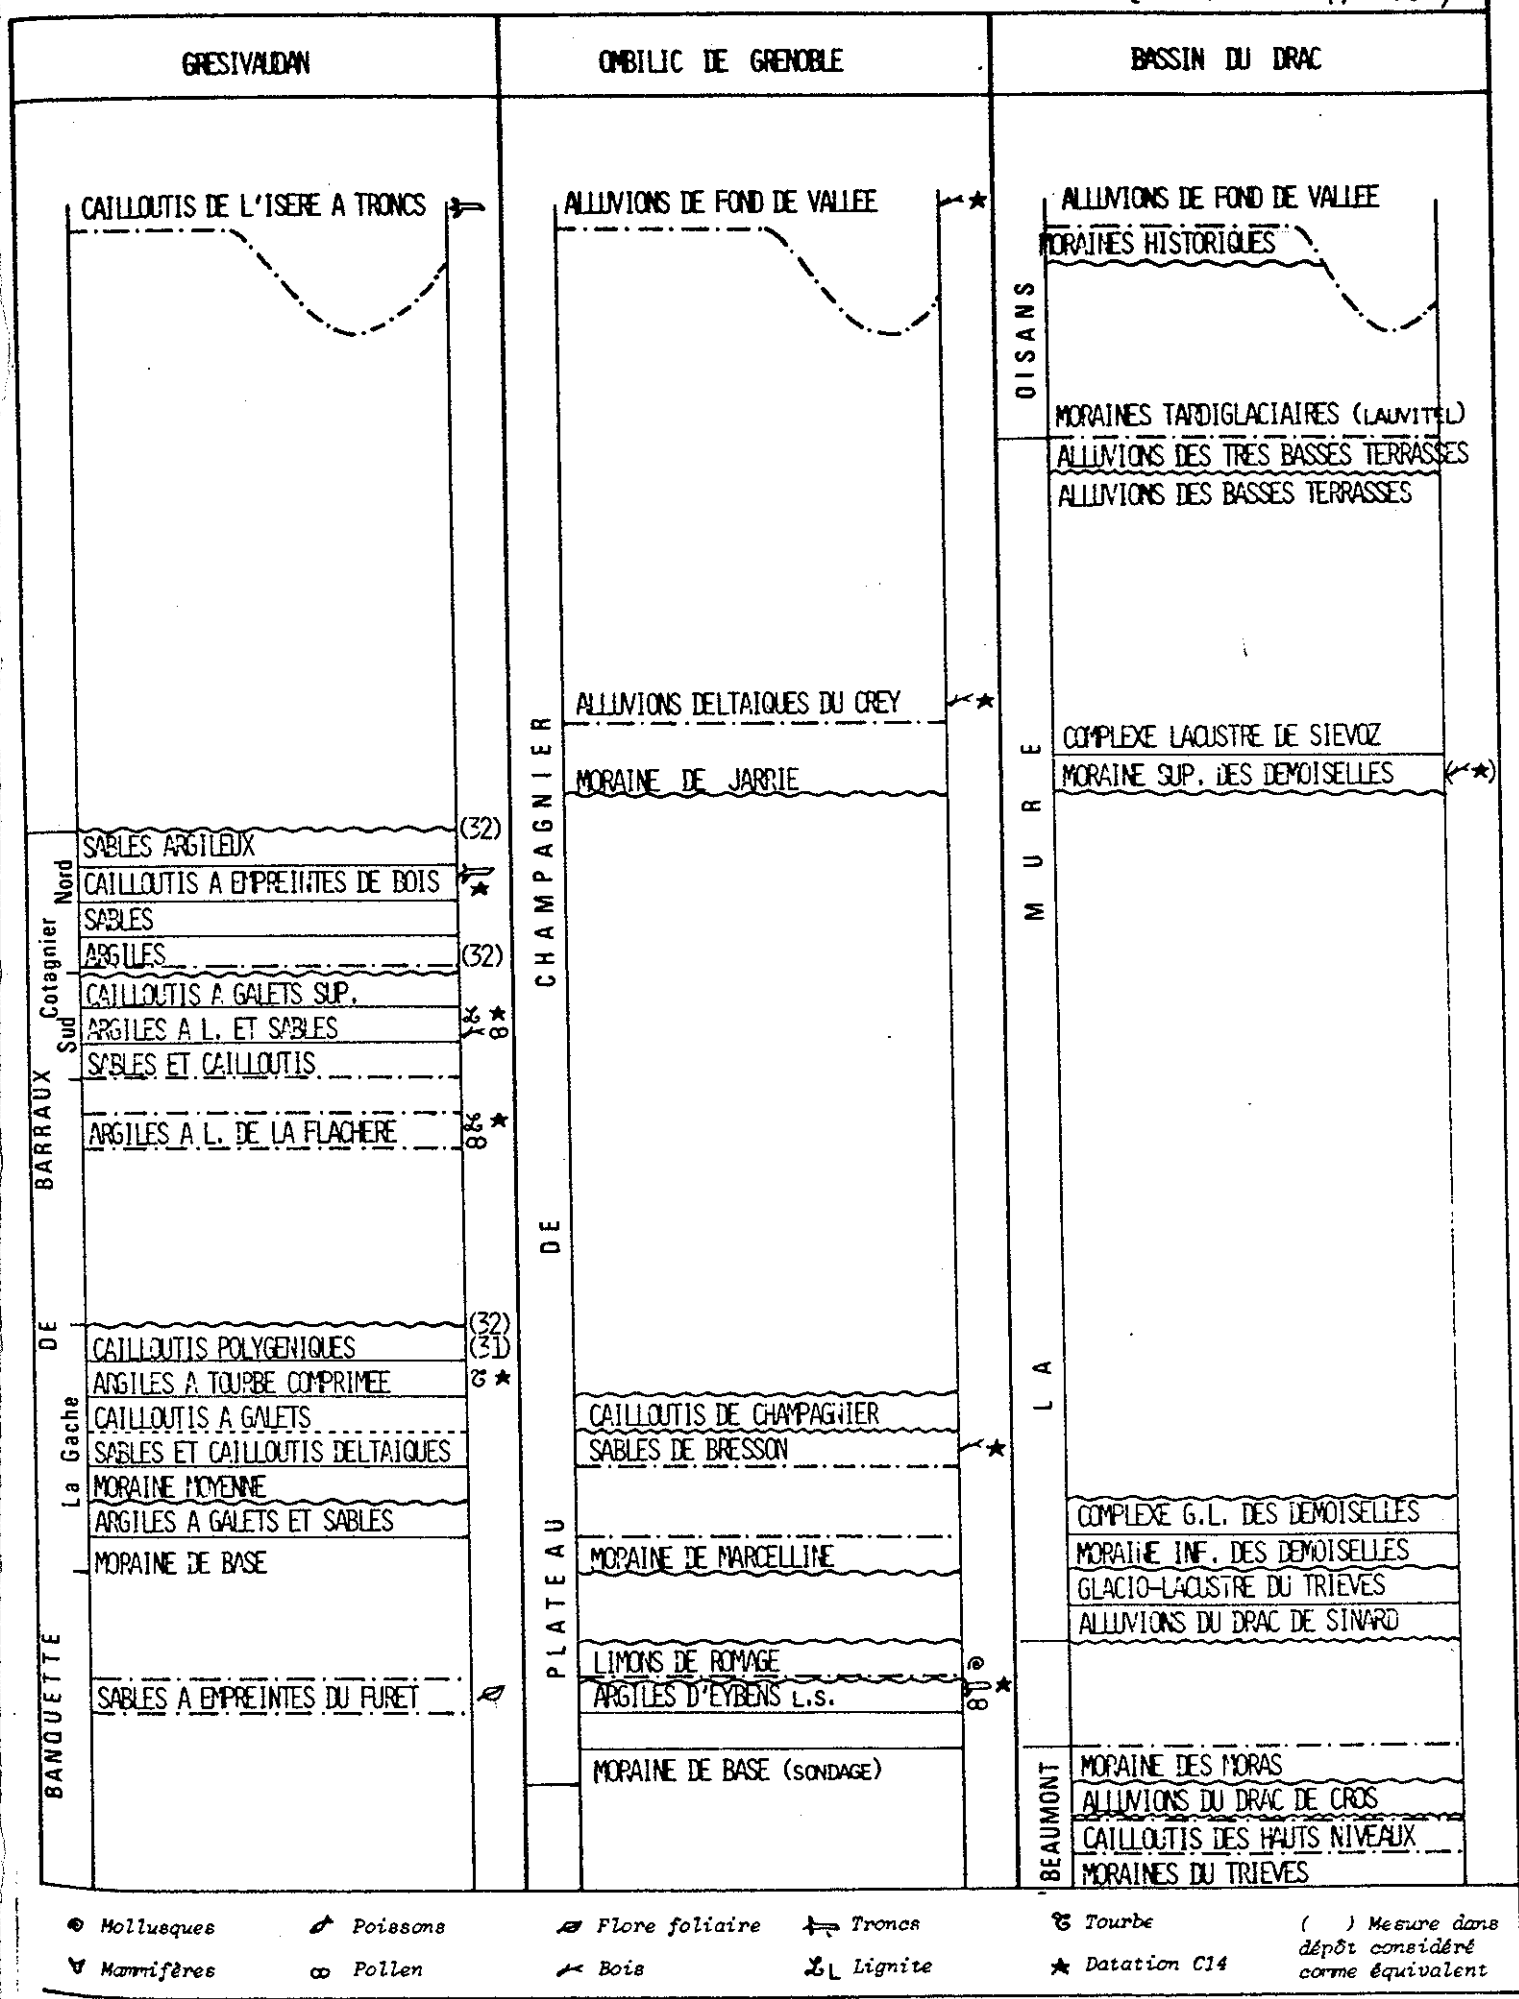 GRESIVAUDAN
OMBILIC DE GRENOBLE
BASSIN DU DRAC
CAILLOUTIS DE L'ISERE A TRONCS
BANQUETTE DE BARRAUX
Cotagnier
Nord
SABLES ARGILEUX
(32)
CAILLOUTIS A EMPREINTES DE BOIS
SABLES
ARGILES
(32)
Sud
CAILLOUTIS A GALETS SUP.
ARGILES A L. ET SABLES
SABLES ET CAILLOUTIS
ARGILES A L. DE LA FLACHERE
(32)
La Gache
CAILLOUTIS POLYGENIQUES
(31)
ARGILES A TOURBE COMPRIMEE
CAILLOUTIS A GALETS
SABLES ET CAILLOUTIS DELTAIQUES
MORAINE MOYENNE
ARGILES A GALETS ET SABLES
MORAINE DE BASE
SABLES A EMPREINTES DU FURET
ALLUVIONS DE FOND DE VALLEE
PLATEAU DE CHAMPAGNIER
ALLUVIONS DELTAIQUES DU CREY
MORAINE DE JARRIE
CAILLOUTIS DE CHAMPAGNIER
SABLES DE BRESSON
MORAINE DE MARCELLINE
LIMONS DE ROMAGE
ARGILES D'EYBENS L.S.
MORAINE DE BASE (SONDAGE)
ALLUVIONS DE FOND DE VALLEE
OISANS
MORAINES HISTORIQUES
MORAINES TARDIGLACIAIRES (LAUVITEL)
LA MURE
ALLUVIONS DES TRES BASSES TERRASSES
ALLUVIONS DES BASSES TERRASSES
COMPLEXE LACUSTRE DE SIEVOZ
MORAINE SUP. DES DEMOISELLES
COMPLEXE G.L. DES DEMOISELLES
MORAINE INF. DES DEMOISELLES
GLACIO-LACUSTRE DU TRIEVES
ALLUVIONS DU DRAC DE SINARD
BEAUMONT
MORAINE DES MORAS
ALLUVIONS DU DRAC DE CROS
CAILLOUTIS DES HAUTS NIVEAUX
MORAINES DU TRIEVES
Mollusques
Poissons
Flore foliaire
Troncs
Tourbe
( ) Mesure dans
dépôt considéré
comme équivalent
Mammifères
Pollen
Bois
L Lignite
Datation C14